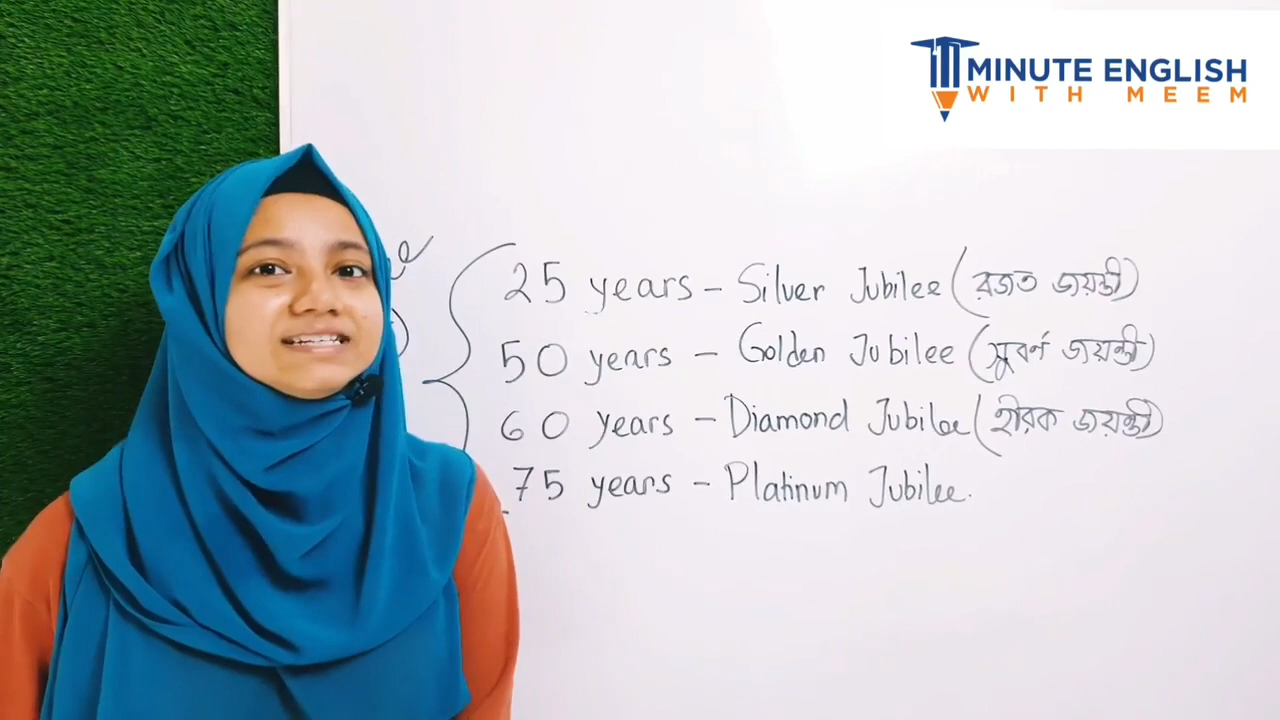 MINUTE ENGLISH
WITH MEEM
25 years - Silver Jubilee (রজত জয়ন্তী)
50 years - Golden Jubilee (সুবর্ন জয়ন্তী)
60 years - Diamond Jubilee (হীরক জয়ন্তী)
75 years - Platinum Jubilee.